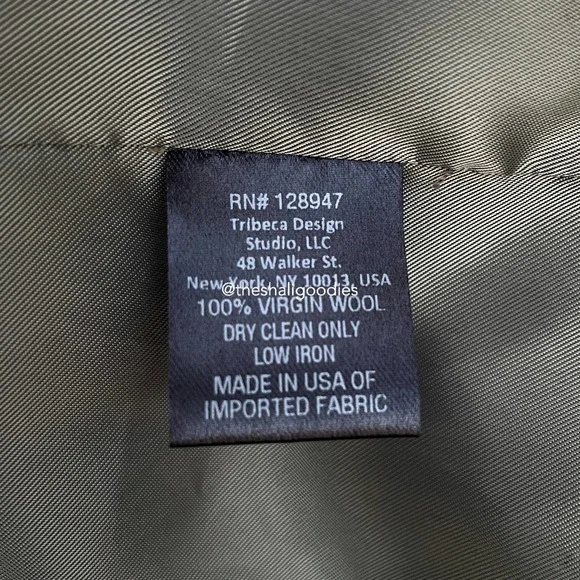 RN# 128947
Tribeca Design
Studio, LLC
48 Walker St.
New York, NY 10013, USA
@theshallgoodies
100% VIRGIN WOOL
DRY CLEAN ONLY
LOW IRON
MADE IN USA OF
IMPORTED FABRIC